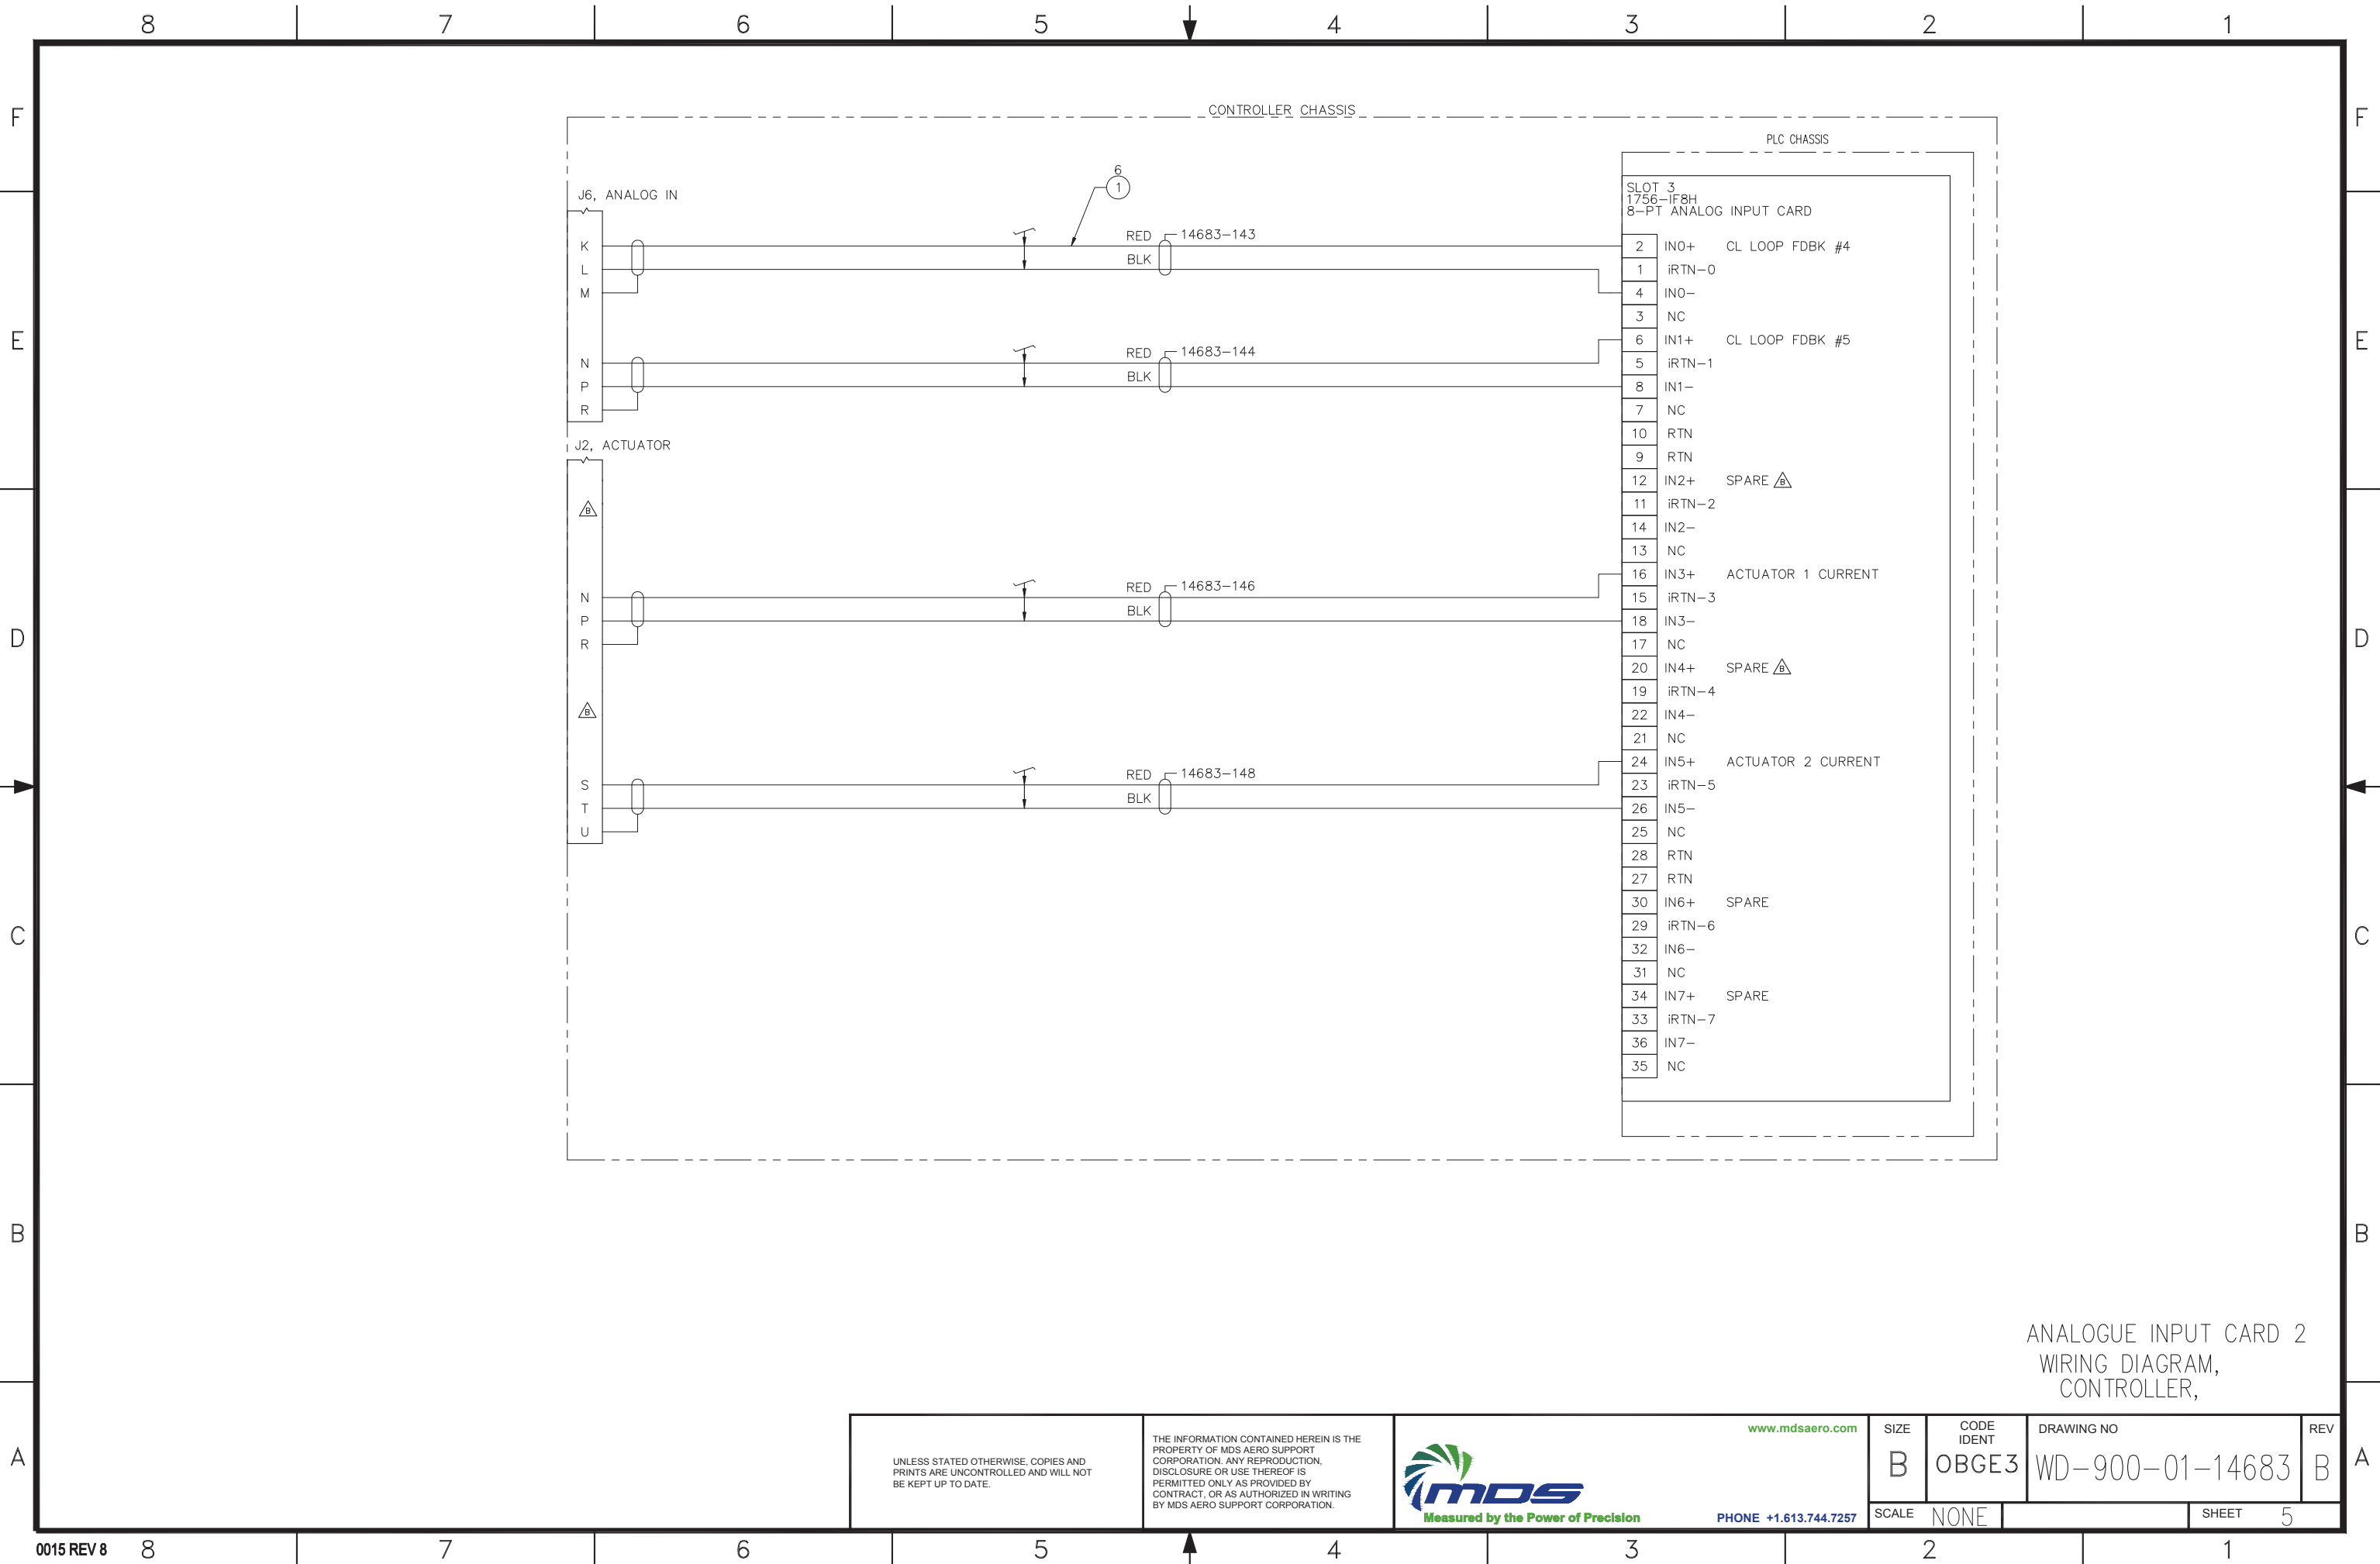 8 7 6 5 4 3 2 1
F F
E E
D D
C C
B B
A A
CONTROLLER CHASSIS
PLC CHASSIS
J6, ANALOG IN
6
1
SLOT 3
1756-IF8H
8-PT ANALOG INPUT CARD
K RED 14683-143 2 IN0+ CL LOOP FDBK #4
L BLK 1 iRTN-0
M 4 IN0-
3 NC
RED 14683-144 6 IN1+ CL LOOP FDBK #5
N 5 iRTN-1
P BLK 8 IN1-
R 7 NC
10 RTN
J2, ACTUATOR
9 RTN
12 IN2+ SPARE B
B 11 iRTN-2
14 IN2-
13 NC
RED 14683-146 16 IN3+ ACTUATOR 1 CURRENT
N 15 iRTN-3
P BLK 18 IN3-
R 17 NC
20 IN4+ SPARE B
19 iRTN-4
B 22 IN4-
21 NC
RED 14683-148 24 IN5+ ACTUATOR 2 CURRENT
S 23 iRTN-5
T BLK 26 IN5-
U 25 NC
28 RTN
27 RTN
30 IN6+ SPARE
29 iRTN-6
32 IN6-
31 NC
34 IN7+ SPARE
33 iRTN-7
36 IN7-
35 NC
ANALOGUE INPUT CARD 2
WIRING DIAGRAM,
CONTROLLER,
UNLESS STATED OTHERWISE, COPIES AND
PRINTS ARE UNCONTROLLED AND WILL NOT
BE KEPT UP TO DATE.
THE INFORMATION CONTAINED HEREIN IS THE
PROPERTY OF MDS AERO SUPPORT
CORPORATION. ANY REPRODUCTION,
DISCLOSURE OR USE THEREOF IS
PERMITTED ONLY AS PROVIDED BY
CONTRACT, OR AS AUTHORIZED IN WRITING
BY MDS AERO SUPPORT CORPORATION.
www.mdsaero.com
mDS
Measured by the Power of Precision
PHONE +1.613.744.7257
SIZE
B
CODE
IDENT
OBGE3
DRAWING NO
WD-900-01-14683
REV
B
SCALE NONE
SHEET 5
0015 REV 8
8 7 6 5 4 3 2 1